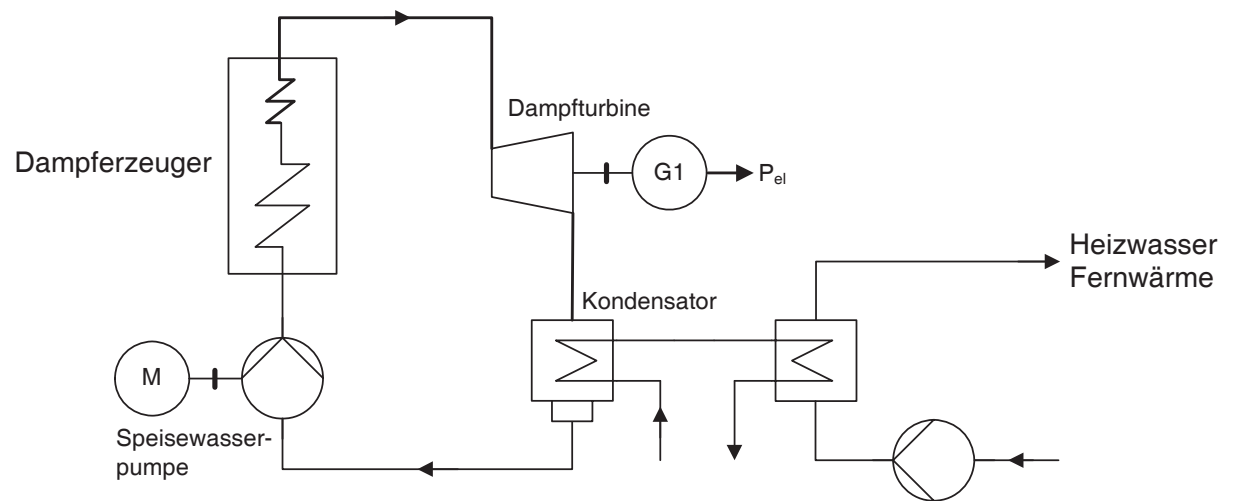 Dampferzeuger
Dampfturbine
G1
Pel
Heizwasser
Fernwärme
Kondensator
M
Speisewasser-
pumpe